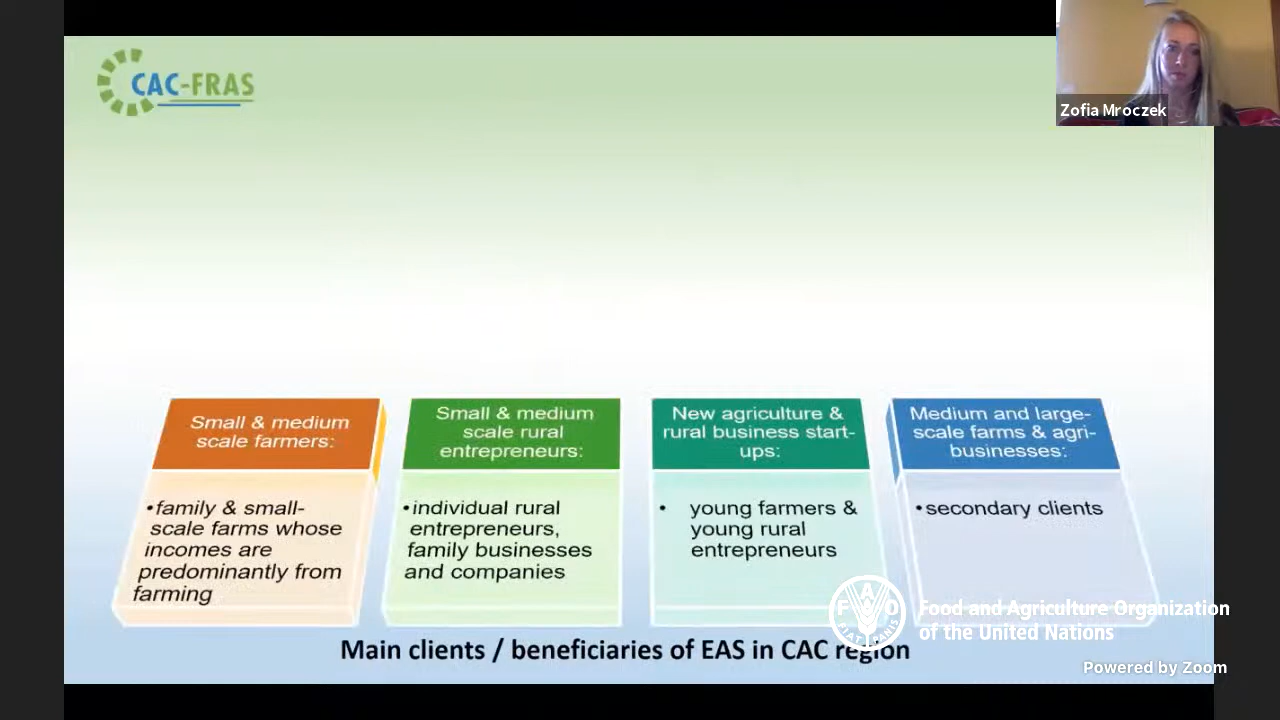 CAC-FRAS
Zofia Mroczek
Small & medium
scale farmers:
•family & small-
scale farms whose
incomes are
predominantly from
farming
Small & medium
scale rural
entrepreneurs:
•individual rural
entrepreneurs,
family businesses
and companies
New agriculture &
rural business start-
ups:
• young farmers &
young rural
entrepreneurs
Medium and large-
scale farms & agri-
businesses:
•secondary clients
FAO
FIAT PANIS
Food and Agriculture Organization
of the United Nations
Main clients / beneficiaries of EAS in CAC region
Powered by Zoom